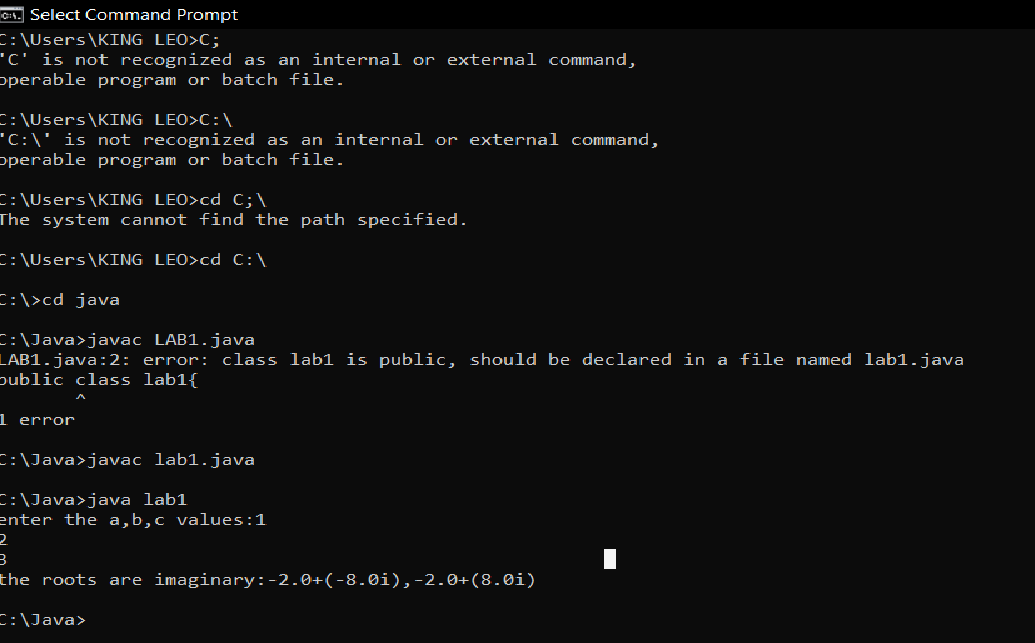 Select Command Prompt
C:\Users\KING LEO>C;
'C' is not recognized as an internal or external command,
operable program or batch file.
C:\Users\KING LEO>C:\
'C:\' is not recognized as an internal or external command,
operable program or batch file.
C:\Users\KING LEO>cd C;\
The system cannot find the path specified.
C:\Users\KING LEO>cd C:\
C:\>cd java
C:\Java>javac LAB1.java
LAB1.java:2: error: class lab1 is public, should be declared in a file named lab1.java
public class lab1{
^
1 error
C:\Java>javac lab1.java
C:\Java>java lab1
enter the a,b,c values:1
2
3
the roots are imaginary:-2.0+(-8.0i),-2.0+(8.0i)
C:\Java>